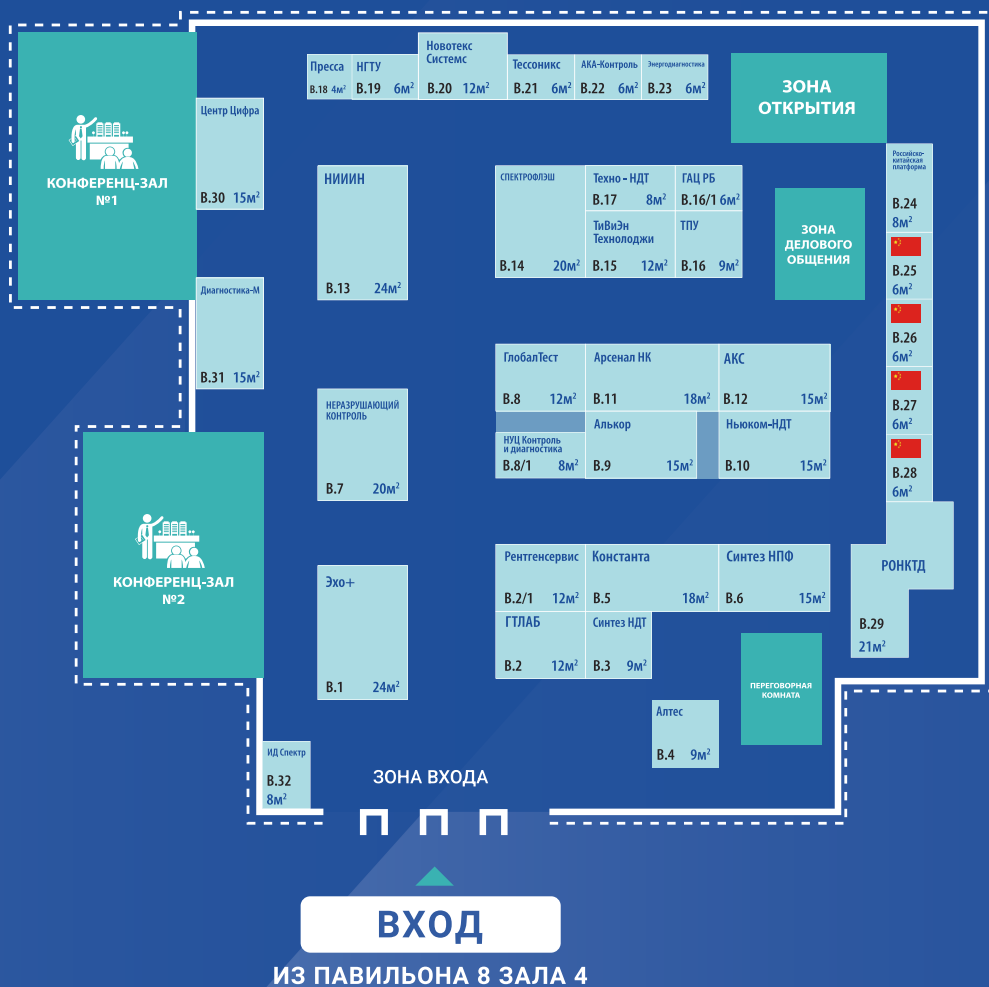 Пресса
В.18 4м²
НГТУ
В.19 6м²
Новотекс
Системс
В.20 12м²
Тессоникс
В.21 6м²
АКА-Контроль
В.22 6м²
Энергодиагностика
В.23 6м²
ЗОНА
ОТКРЫТИЯ
КОНФЕРЕНЦ-ЗАЛ
№1
Центр Цифра
В.30 15м²
НИИИН
В.13 24м²
СПЕКТРОФЛЭШ
В.14 20м²
Техно - НДТ
В.17 8м²
ГАЦ РБ
В.16/1 6м²
ТиВиЭн
Технолоджи
В.15 12м²
ТПУ
В.16 9м²
ЗОНА
ДЕЛОВОГО
ОБЩЕНИЯ
Российско-
китайская
платформа
В.24
8м²
В.25
6м²
В.26
6м²
В.27
6м²
В.28
6м²
Диагностика-М
В.31 15м²
НЕРАЗРУШАЮЩИЙ
КОНТРОЛЬ
В.7 20м²
ГлобалТест
В.8 12м²
Арсенал НК
В.11 18м²
АКС
В.12 15м²
НУЦ Контроль
и диагностика
В.8/1 8м²
Алькор
В.9 15м²
Ньюком-НДТ
В.10 15м²
КОНФЕРЕНЦ-ЗАЛ
№2
Эхо+
В.1 24м²
Рентгенсервис
В.2/1 12м²
Константа
В.5 18м²
Синтез НПФ
В.6 15м²
ГТЛАБ
В.2 12м²
Синтез НДТ
В.3 9м²
РОНКТД
В.29
21м²
ПЕРЕГОВОРНАЯ
КОМНАТА
Алтес
В.4 9м²
ИД Спектр
В.32
8м²
ЗОНА ВХОДА
ВХОД
ИЗ ПАВИЛЬОНА 8 ЗАЛА 4